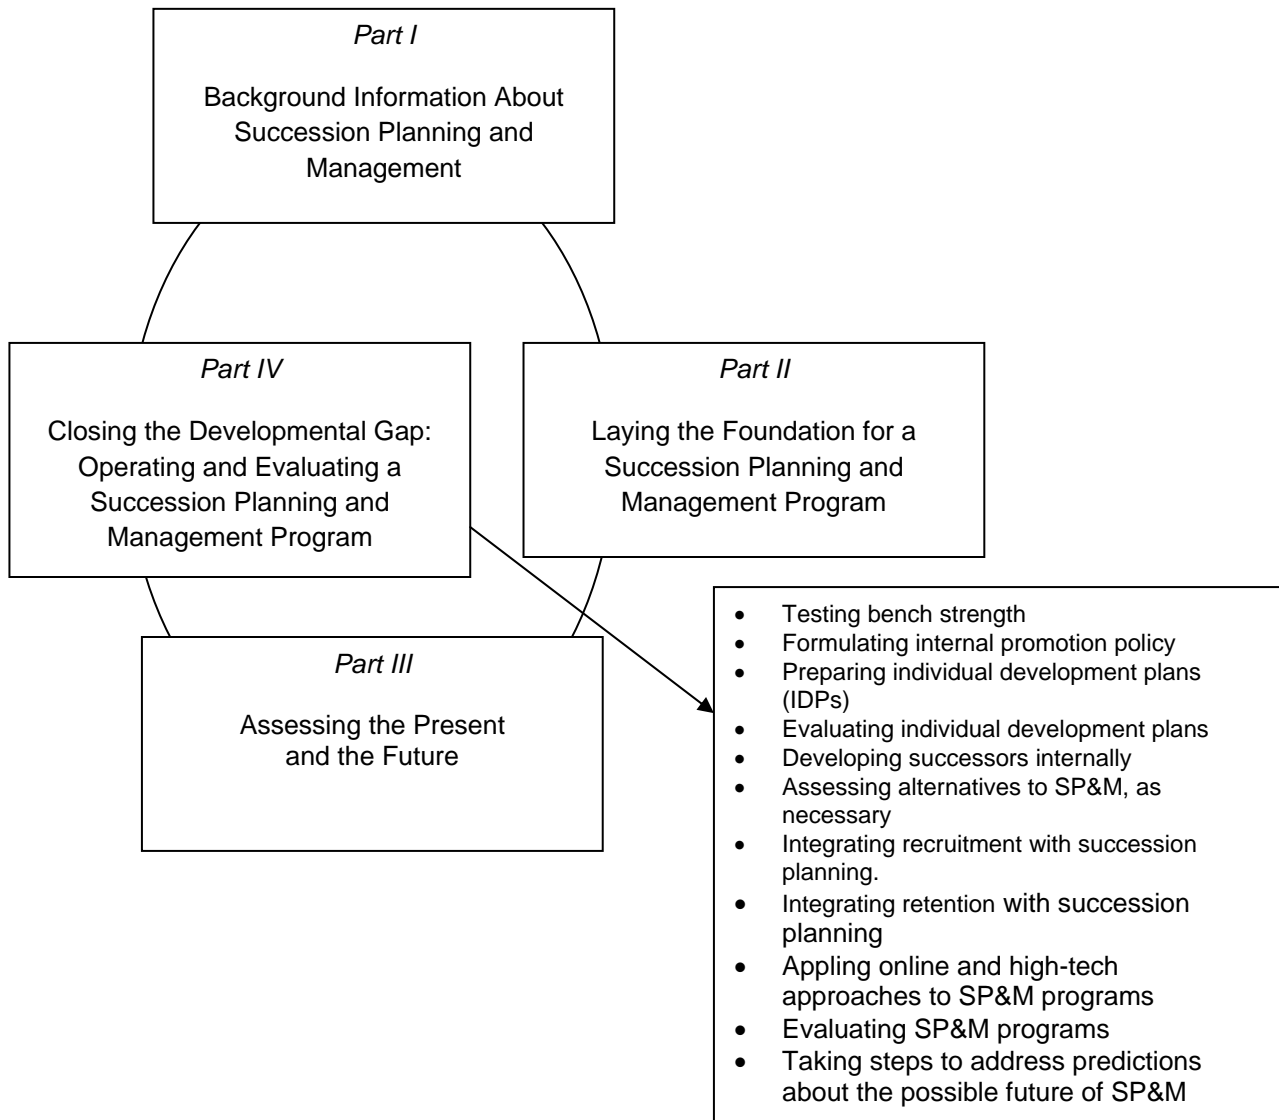 Part I
Background Information About
Succession Planning and
Management
Part IV
Closing the Developmental Gap:
Operating and Evaluating a
Succession Planning and
Management Program
Part II
Laying the Foundation for a
Succession Planning and
Management Program
Part III
Assessing the Present
and the Future
• Testing bench strength
• Formulating internal promotion policy
• Preparing individual development plans
(IDPs)
• Evaluating individual development plans
• Developing successors internally
• Assessing alternatives to SP&M, as
necessary
• Integrating recruitment with succession
planning.
• Integrating retention with succession
planning
• Appling online and high-tech
approaches to SP&M programs
• Evaluating SP&M programs
• Taking steps to address predictions
about the possible future of SP&M